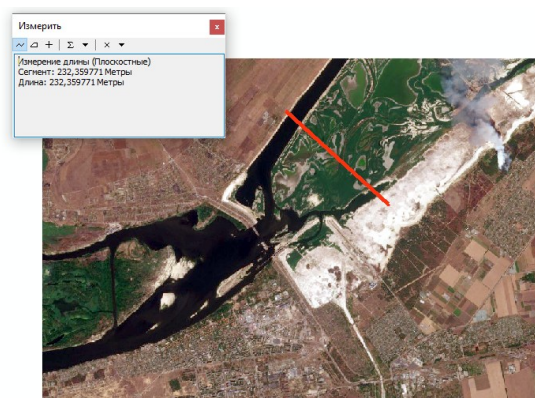 Измерить
Измерение длины (Плоскостные)
Сегмент: 232,359771 Метры
Длина: 232,359771 Метры